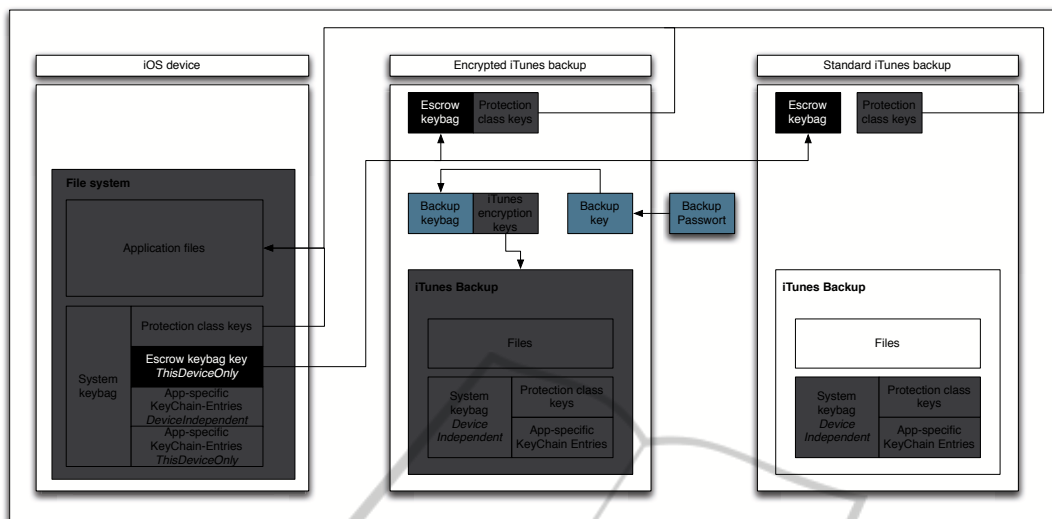 iOS device
File system
Application files
System
keybag
Protection class keys
Escrow keybag key
ThisDeviceOnly
App-specific
KeyChain-Entries
DeviceIndependent
App-specific
KeyChain-Entries
ThisDeviceOnly
Encrypted iTunes backup
Escrow
keybag
Protection
class keys
Backup
keybag
iTunes
encryption
keys
Backup
key
Backup
Passwort
iTunes Backup
Files
System
keybag
Device
Independent
Protection class
keys
App-specific
KeyChain Entries
Standard iTunes backup
Escrow
keybag
Protection
class keys
iTunes Backup
Files
System
keybag
Device
Independent
Protection class
keys
App-specific
KeyChain Entries